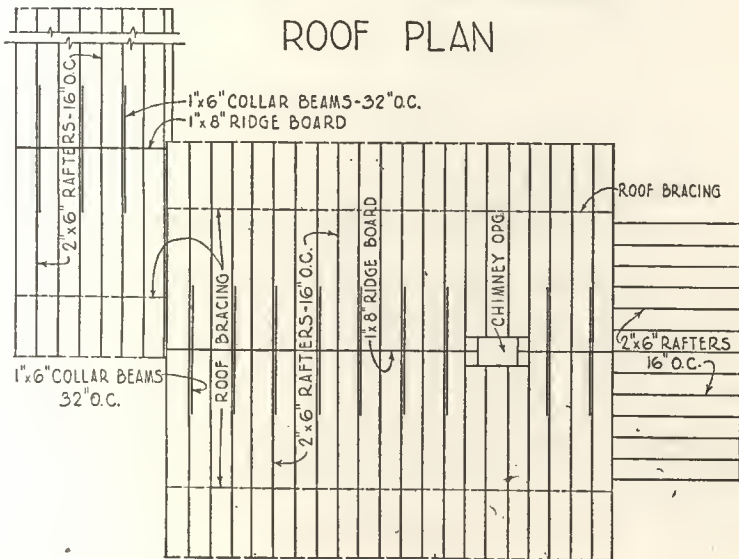 ROOF PLAN
2"x6" RAFTERS-16"O.C.
1"x6" COLLAR BEAMS-32"O.C.
1"x8" RIDGE BOARD
ROOF BRACING
ROOF BRACING
2"x6" RAFTERS-16"O.C.
1"x8" RIDGE BOARD
CHIMNEY OPG.
2"x6" RAFTERS
16"O.C.
1"x6" COLLAR BEAMS
32"O.C.